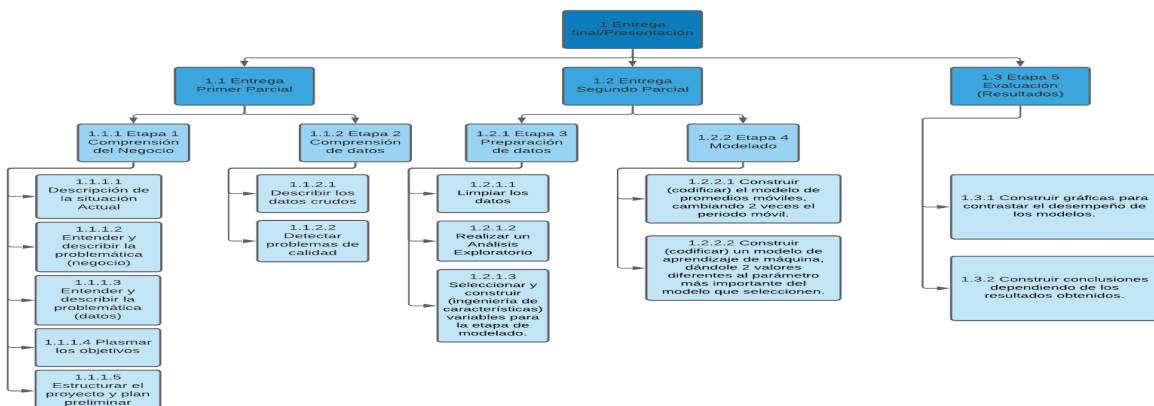 1 Entrega
final/Presentación
1.1 Entrega
Primer Parcial
1.2 Entrega
Segundo Parcial
1.3 Etapa 5
Evaluación
(Resultados)
1.1.1 Etapa 1
Comprensión
del Negocio
1.1.2 Etapa 2
Comprensión
de datos
1.2.1 Etapa 3
Preparación
de datos
1.2.2 Etapa 4
Modelado
1.1.1.1
Descripción de
la situación
Actual
1.1.1.2
Entender y
describir la
problemática
(negocio)
1.1.1.3
Entender y
describir la
problemática
(datos)
1.1.1.4 Plasmar
los objetivos
1.1.1.5
Estructurar el
proyecto y plan
preliminar
1.1.2.1
Describir los
datos crudos
1.1.2.2
Detectar
problemas de
calidad
1.2.1.1
Limpiar los
datos
1.2.1.2
Realizar un
Análisis
Exploratorio
1.2.1.3
Seleccionar y
construir
(ingeniería de
características)
variables para
la etapa de
modelado.
1.2.2.1 Construir
(codificar) el modelo de
promedios móviles,
cambiando 2 veces el
periodo móvil.
1.2.2.2 Construir
(codificar) un modelo de
aprendizaje de máquina,
dándole 2 valores
diferentes al parámetro
más importante del
modelo que seleccionen.
1.3.1 Construir gráficas para
contrastar el desempeño de
los modelos.
1.3.2 Construir conclusiones
dependiendo de los
resultados obtenidos.